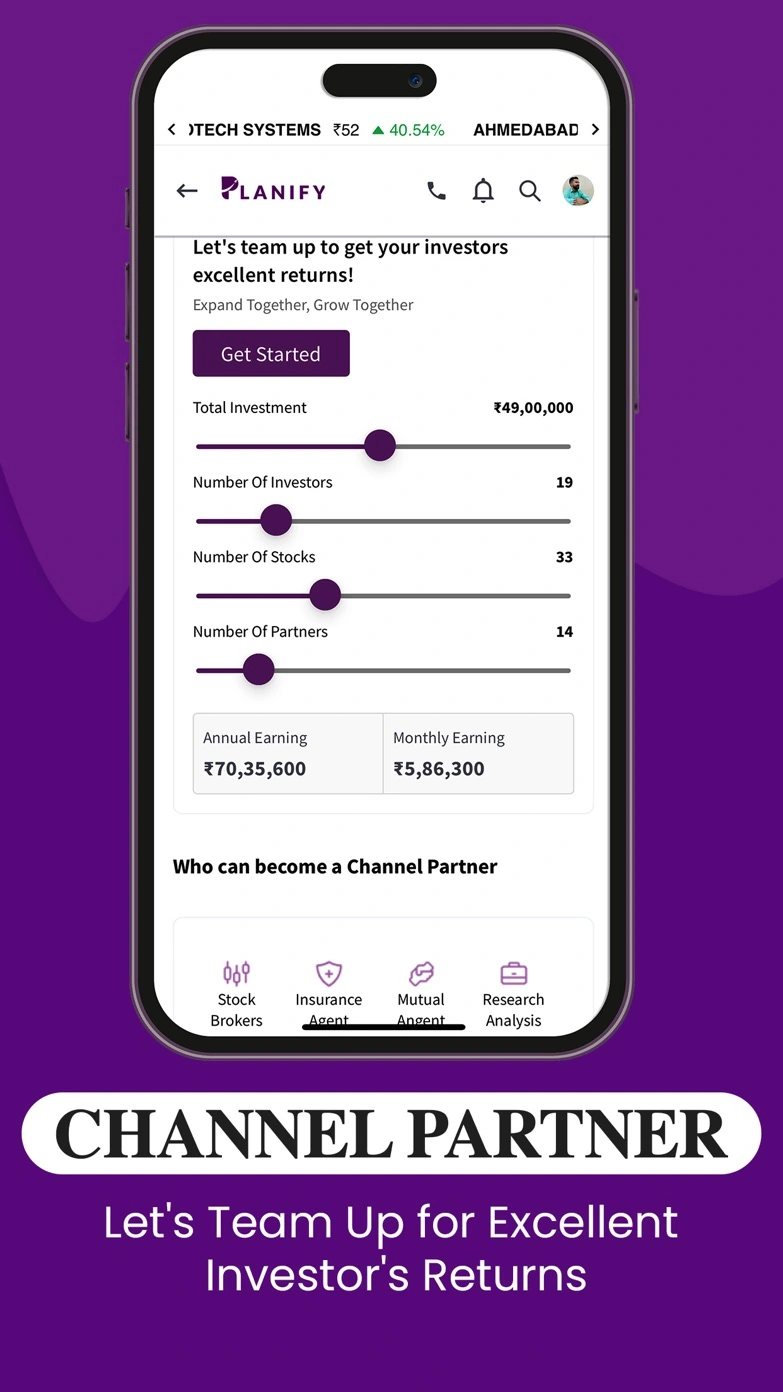 OTECH SYSTEMS ₹52 ▲ 40.54% AHMEDABAD
PLANIFY
Let's team up to get your investors
excellent returns!
Expand Together, Grow Together
Get Started
Total Investment ₹49,00,000
Number Of Investors 19
Number Of Stocks 33
Number Of Partners 14
Annual Earning Monthly Earning
₹70,35,600 ₹5,86,300
Who can become a Channel Partner
Stock Insurance Mutual Research
Brokers Agent Angent Analysis
CHANNEL PARTNER
Let's Team Up for Excellent
Investor's Returns